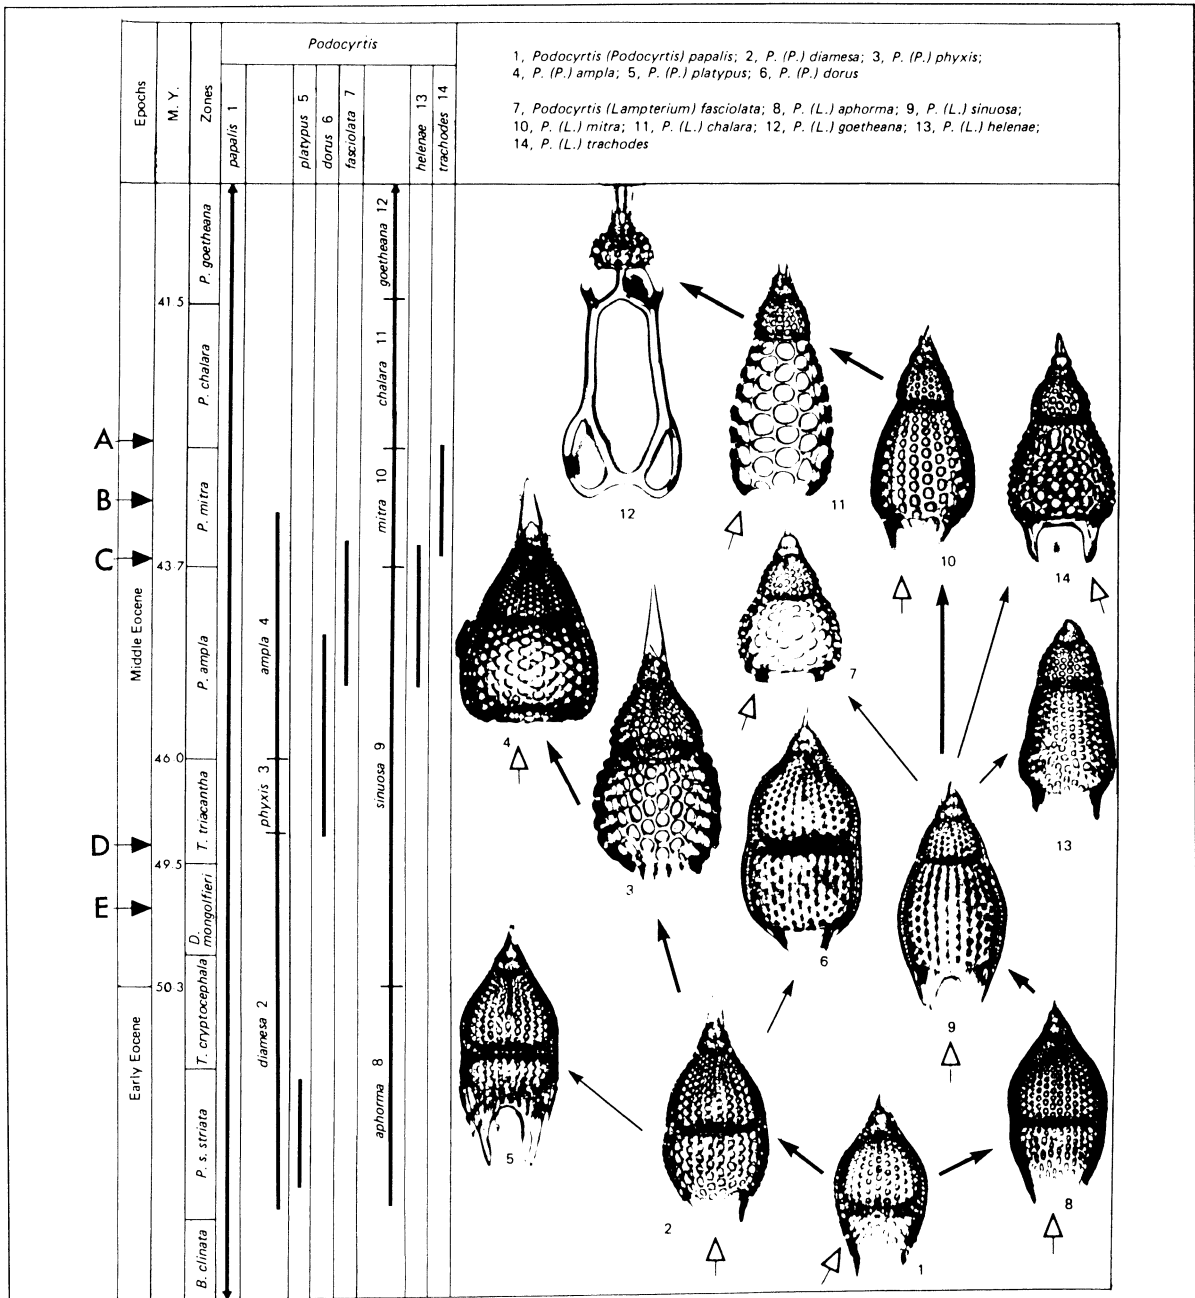 Podocyrtis
1, Podocyrtis (Podocyrtis) papalis; 2, P. (P.) diamesa; 3, P. (P.) phyxis;
4, P. (P.) ampla; 5, P. (P.) platypus; 6, P. (P.) dorus
7, Podocyrtis (Lampterium) fasciolata; 8, P. (L.) aphorma; 9, P. (L.) sinuosa;
10, P. (L.) mitra; 11, P. (L.) chalara; 12, P. (L.) goetheana; 13, P. (L.) helenae;
14, P. (L.) trachodes
Epochs
M. Y.
Zones
papalis 1
platypus 5
dorus 6
fasciolata 7
helenae 13
trachodes 14
Middle Eocene
Early Eocene
41.5
43.7
46.0
49.5
50.3
P. goetheana
P. chalara
P. mitra
P. ampla
T. triacantha
D.
mongolfieri
T. cryptocephala
P. s. striata
B. clinata
A
B
C
D
E
ampla 4
phyxis 3
diamesa 2
goetheana 12
chalara 11
mitra 10
sinuosa 9
aphorma 8
12
11
10
14
4
7
3
13
6
9
5
2
1
8